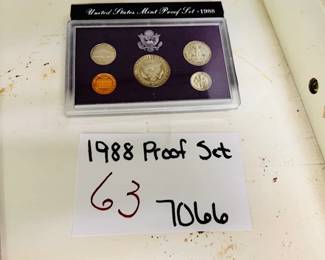 United States Mint Proof Set - 1988
1988 Proof Set
63
7066